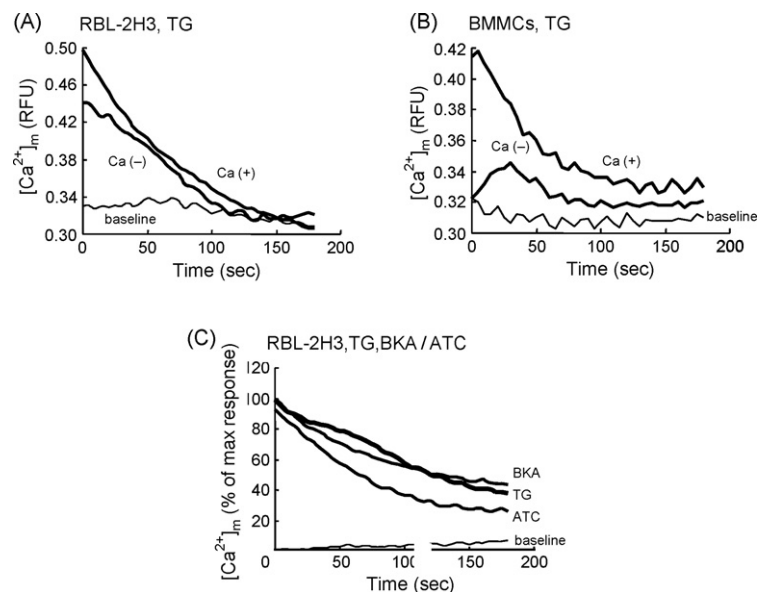 (A) RBL-2H3, TG
[Ca2+]m (RFU)
0.50
0.46
0.42
0.38
0.34
0.30
Ca (–)
Ca (+)
baseline
0 50 100 150 200
Time (sec)
(B) BMMCs, TG
[Ca2+]m (RFU)
0.42
0.39
0.36
0.34
0.32
0.30
Ca (–)
Ca (+)
baseline
0 50 100 150 200
Time (sec)
(C) RBL-2H3,TG,BKA / ATC
[Ca2+]m (% of max response)
120
100
80
60
40
20
BKA
TG
ATC
baseline
0 50 100 150 200
Time (sec)